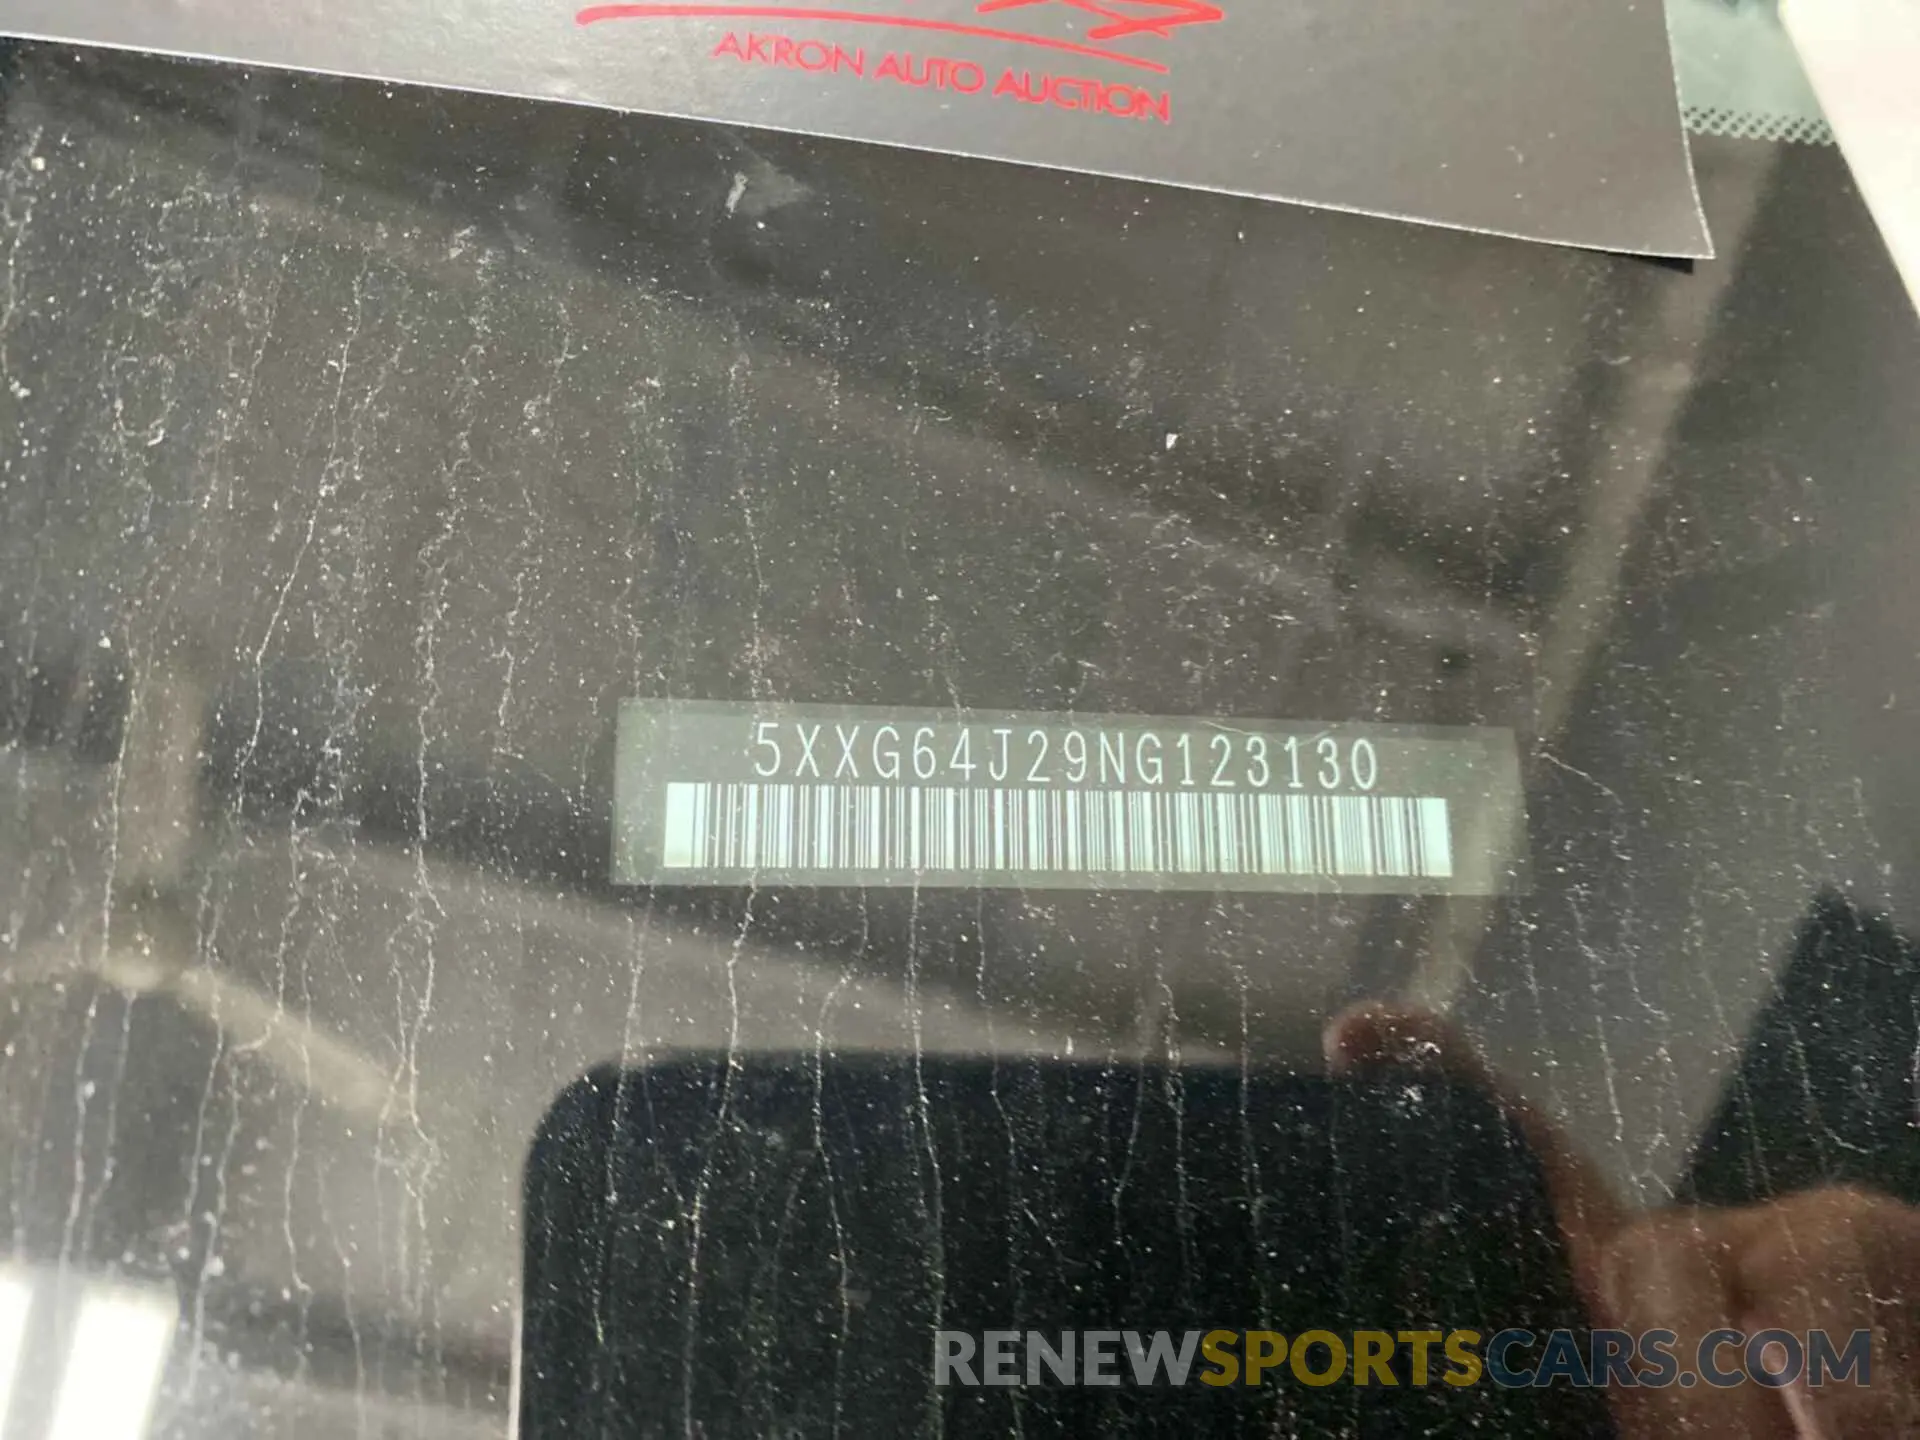 AKRON AUTO AUCTION
5XXG64J29NG123130
RENEWSPORTSCARS.COM